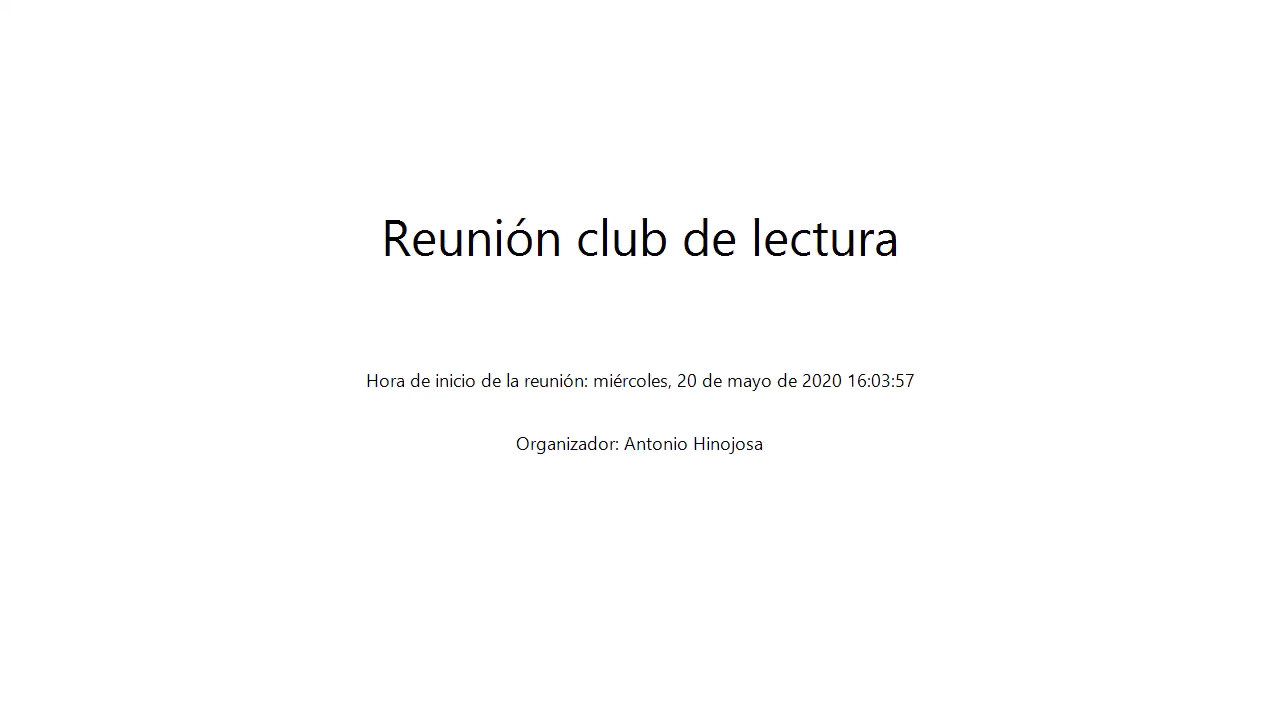 Reunión club de lectura
Hora de inicio de la reunión: miércoles, 20 de mayo de 2020 16:03:57
Organizador: Antonio Hinojosa